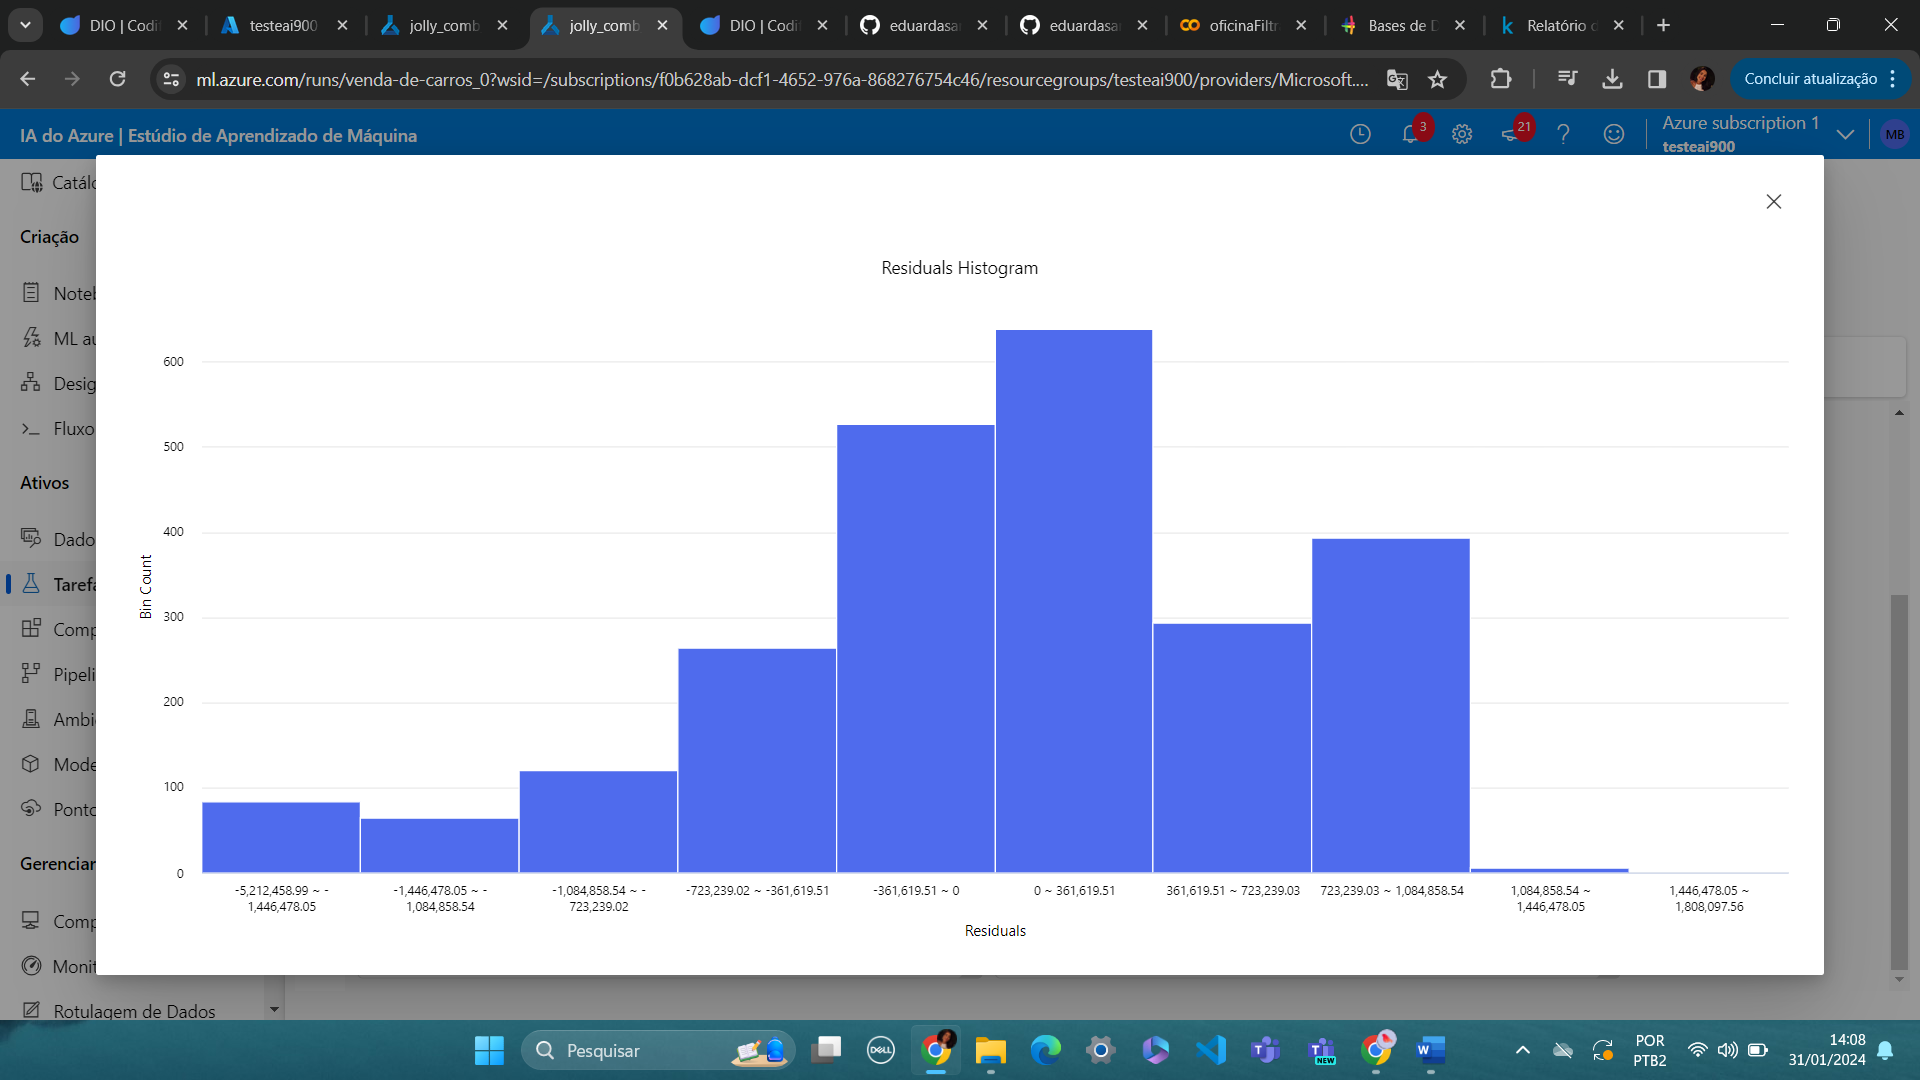 DIO | Codi
testeai900
jolly_comb
jolly_comb
DIO | Codi
eduardasa
eduardasa
oficinaFiltr
Bases de D
Relatório d
ml.azure.com/runs/venda-de-carros_0?wsid=/subscriptions/f0b628ab-dcf1-4652-976a-868276754c46/resourcegroups/testeai900/providers/Microsoft....
Concluir atualização
IA do Azure | Estúdio de Aprendizado de Máquina
3
21
Azure subscription 1
testeai900
MB
Catálo
Criação
Noteb
ML au
Desig
Fluxo
Ativos
Dado
Tarefa
Comp
Pipeli
Ambi
Mode
Ponto
Gerenciar
Comp
Monit
Rotulagem de Dados
Residuals Histogram
Bin Count
600
500
400
300
200
100
0
-5,212,458.99 ~ -
1,446,478.05
-1,446,478.05 ~ -
1,084,858.54
-1,084,858.54 ~ -
723,239.02
-723,239.02 ~ -361,619.51
-361,619.51 ~ 0
0 ~ 361,619.51
361,619.51 ~ 723,239.03
723,239.03 ~ 1,084,858.54
1,084,858.54 ~
1,446,478.05
1,446,478.05 ~
1,808,097.56
Residuals
Pesquisar
DELL
NEW
POR
PTB2
14:08
31/01/2024